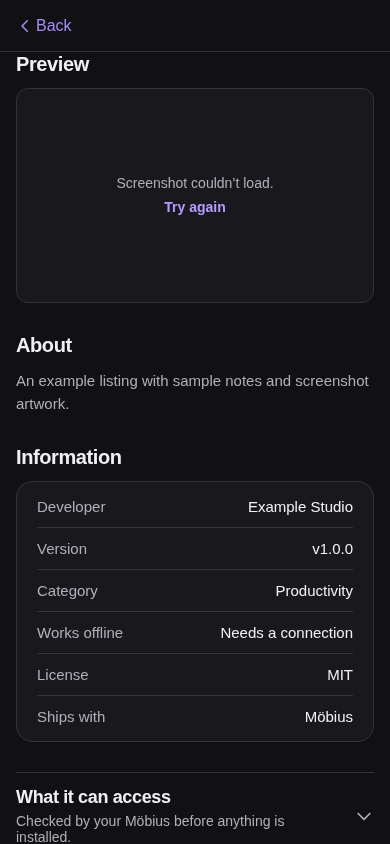 Back
Preview
Screenshot couldn’t load.
Try again
About
An example listing with sample notes and screenshot
artwork.
Information
Developer Example Studio
Version v1.0.0
Category Productivity
Works offline Needs a connection
License MIT
Ships with Möbius
What it can access
Checked by your Möbius before anything is
installed.